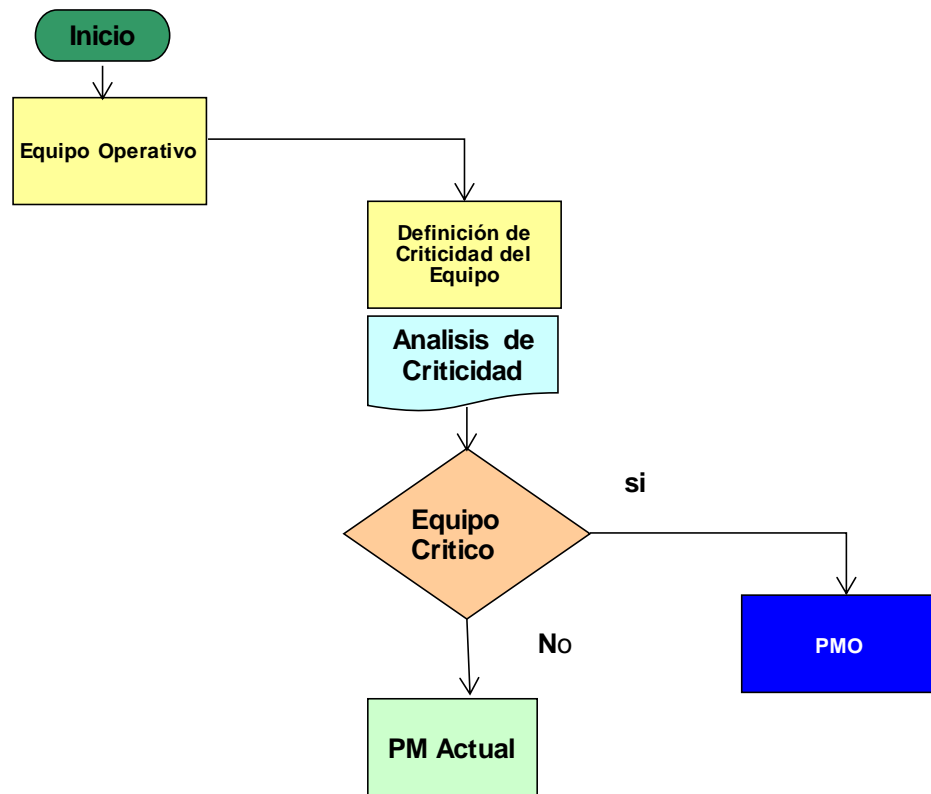 Inicio
Equipo Operativo
Definición de
Criticidad del
Equipo
Analisis de
Criticidad
Equipo
Critico
si
No
PMO
PM Actual